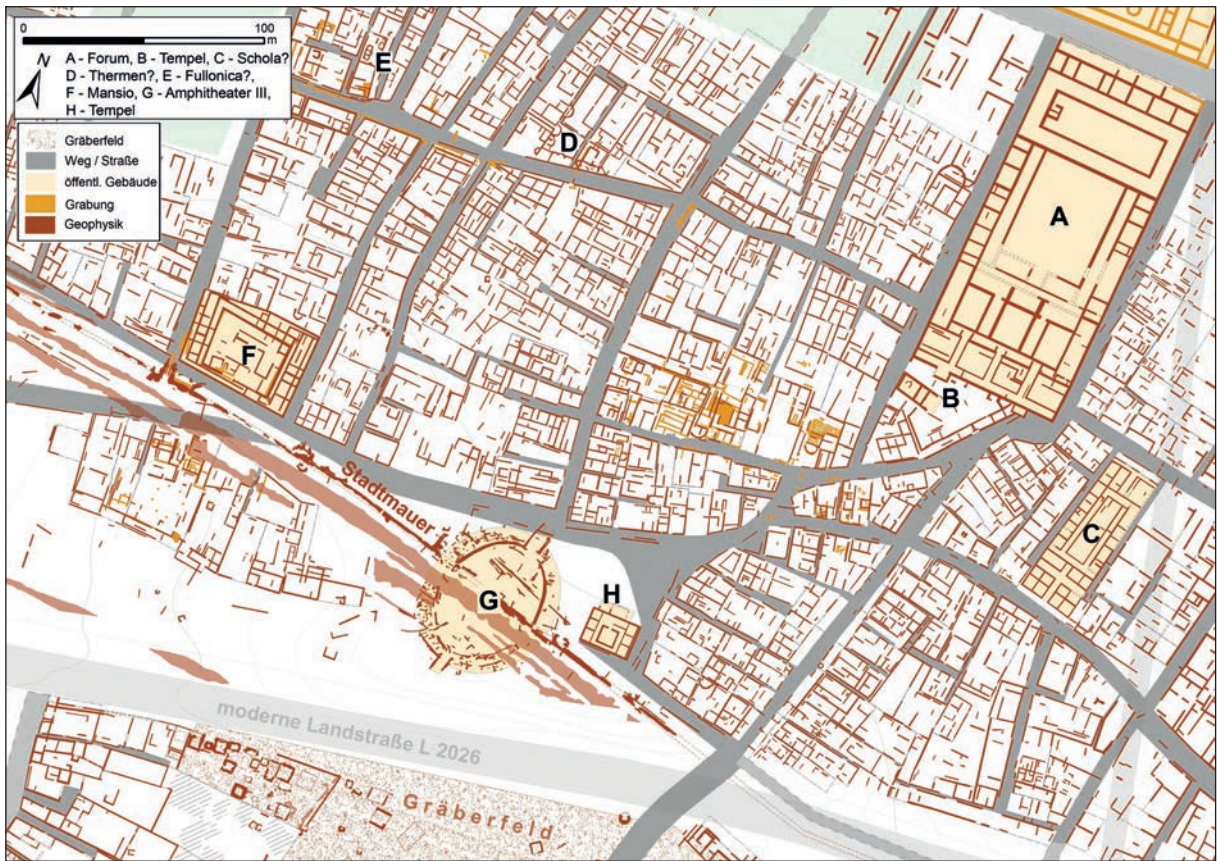 0 100
m
N A - Forum, B - Tempel, C - Schola?
D - Thermen?, E - Fullonica?,
F - Mansio, G - Amphitheater III,
H - Tempel
Gräberfeld
Weg / Straße
öffentl. Gebäude
Grabung
Geophysik
E
D
A
F
B
Stadtmauer
C
G
H
moderne Landstraße L 2026
Gräberfeld